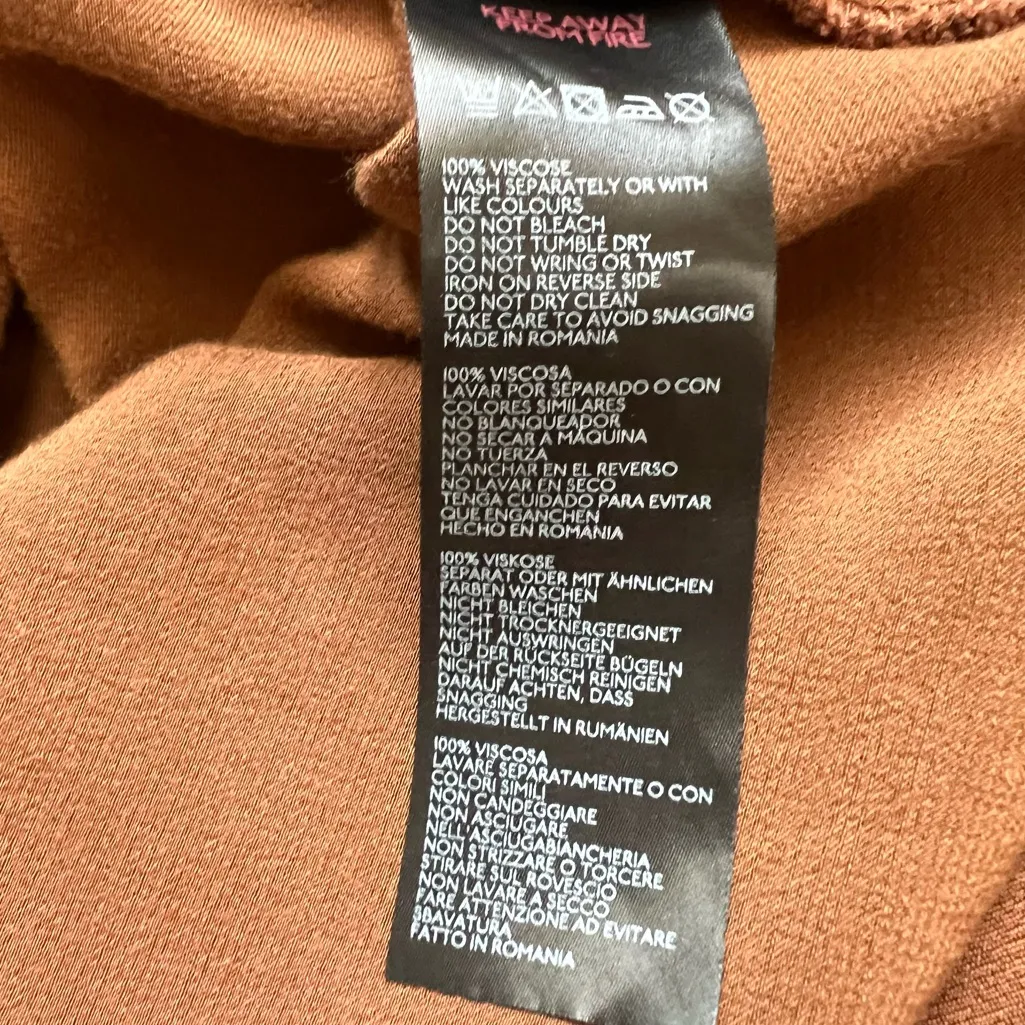 KEEP AWAY
FROM FIRE
100% VISCOSE
WASH SEPARATELY OR WITH
LIKE COLOURS
DO NOT BLEACH
DO NOT TUMBLE DRY
DO NOT WRING OR TWIST
IRON ON REVERSE SIDE
DO NOT DRY CLEAN
TAKE CARE TO AVOID SNAGGING
MADE IN ROMANIA
100% VISCOSA
LAVAR POR SEPARADO O CON
COLORES SIMILARES
NO BLANQUEADOR
NO SECAR A MÁQUINA
NO TUERZA
PLANCHAR EN EL REVERSO
NO LAVAR EN SECO
TENGA CUIDADO PARA EVITAR
QUE ENGANCHEN
HECHO EN ROMANIA
100% VISKOSE
SEPARAT ODER MIT ÄHNLICHEN
FARBEN WASCHEN
NICHT BLEICHEN
NICHT TROCKNERGEEIGNET
NICHT AUSWRINGEN
AUF DER RÜCKSEITE BÜGELN
NICHT CHEMISCH REINIGEN
DARAUF ACHTEN, DASS
SNAGGING
HERGESTELLT IN RUMÄNIEN
100% VISCOSA
LAVARE SEPARATAMENTE O CON
COLORI SIMILI
NON CANDEGGIARE
NON ASCIUGARE
NELL'ASCIUGABIANCHERIA
NON STRIZZARE O TORCERE
STIRARE SUL ROVESCIO
NON LAVARE A SECCO
FARE ATTENZIONE AD EVITARE
SBAVATURA
FATTO IN ROMANIA